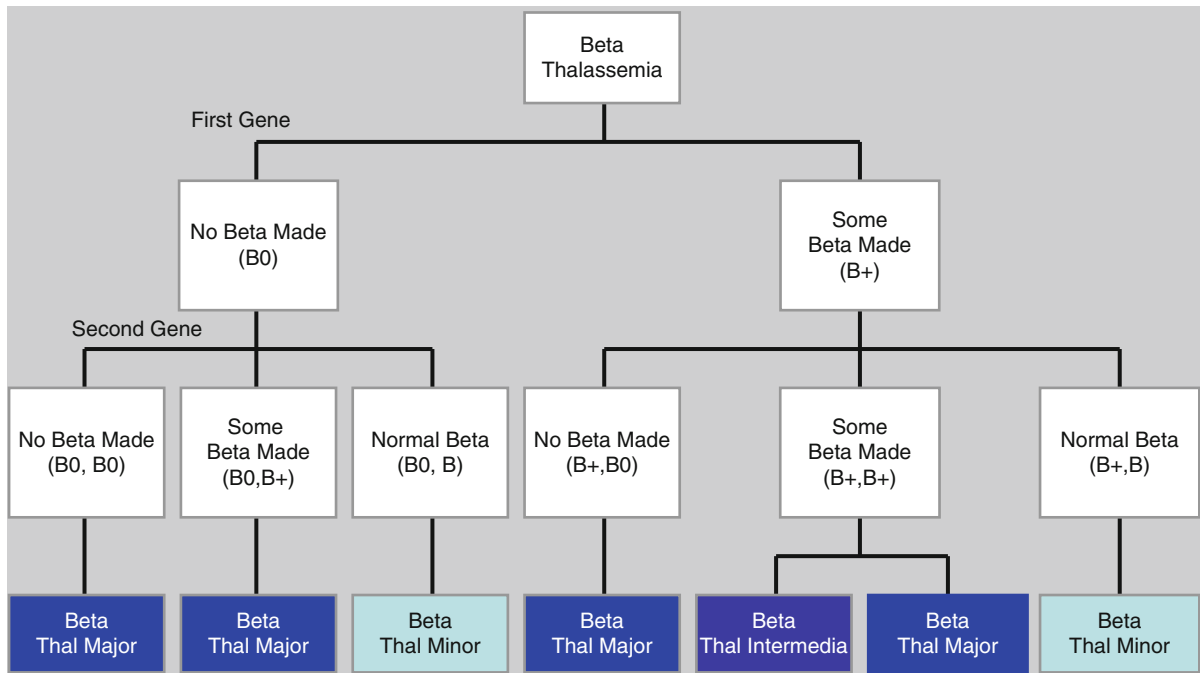 Beta
Thalassemia
First Gene
No Beta Made
(B0)
Some
Beta Made
(B+)
Second Gene
No Beta Made
(B0, B0)
Some
Beta Made
(B0,B+)
Normal Beta
(B0, B)
No Beta Made
(B+,B0)
Some
Beta Made
(B+,B+)
Normal Beta
(B+,B)
Beta
Thal Major
Beta
Thal Major
Beta
Thal Minor
Beta
Thal Major
Beta
Thal Intermedia
Beta
Thal Major
Beta
Thal Minor